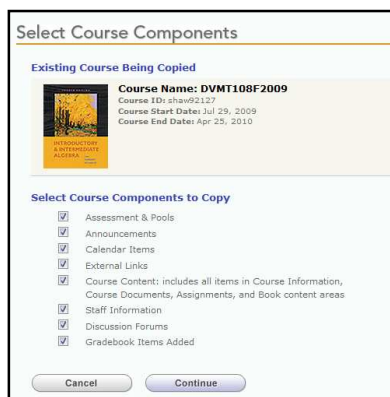 Select Course Components
Existing Course Being Copied
Course Name: DVMT108F2009
Course ID: shaw92127
Course Start Date: Jul 29, 2009
Course End Date: Apr 25, 2010
INTRODUCTORY
& INTERMEDIATE
ALGEBRA
Select Course Components to Copy
Assessment & Pools
Announcements
Calendar Items
External Links
Course Content: includes all items in Course Information,
Course Documents, Assignments, and Book content areas
Staff Information
Discussion Forums
Gradebook Items Added
Cancel Continue